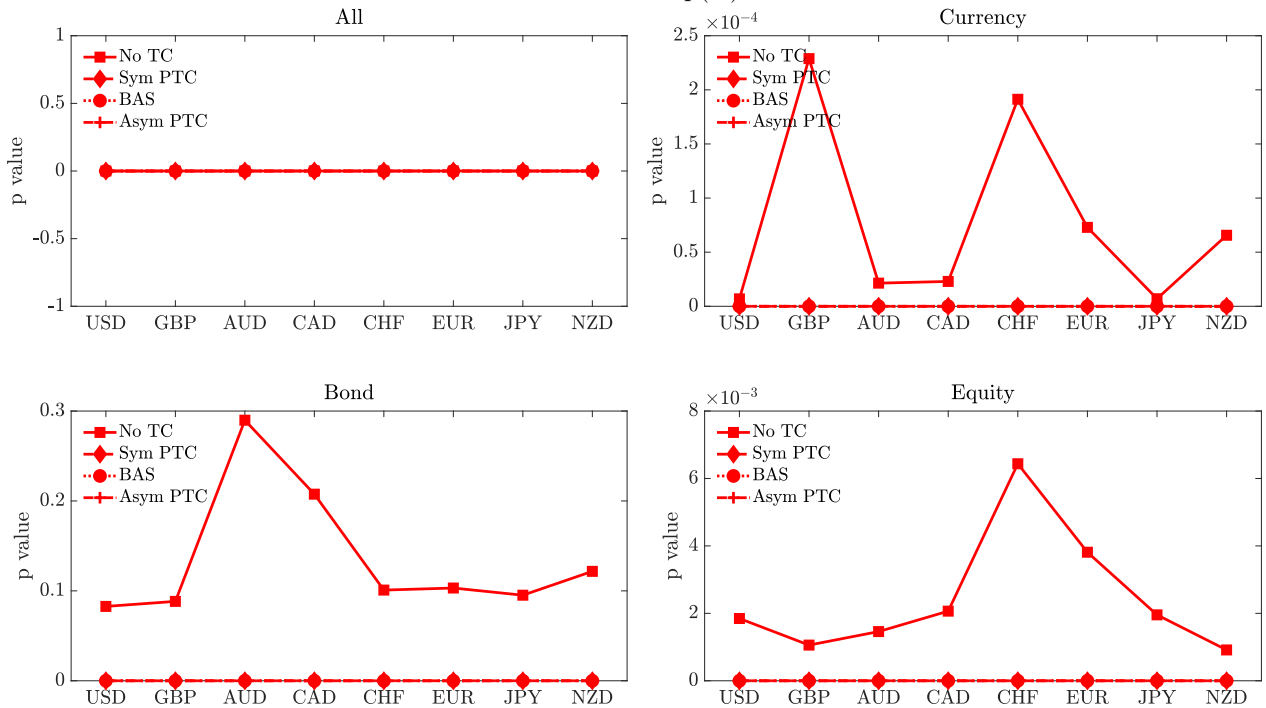 All
1
0.5
0
-0.5
-1
p value
No TC
Sym PTC
BAS
Asym PTC
USD GBP AUD CAD CHF EUR JPY NZD
Currency
×10⁻⁴
2.5
2
1.5
1
0.5
0
p value
No TC
Sym PTC
BAS
Asym PTC
USD GBP AUD CAD CHF EUR JPY NZD
Bond
0.3
0.2
0.1
0
p value
No TC
Sym PTC
BAS
Asym PTC
USD GBP AUD CAD CHF EUR JPY NZD
Equity
×10⁻³
8
6
4
2
0
p value
No TC
Sym PTC
BAS
Asym PTC
USD GBP AUD CAD CHF EUR JPY NZD